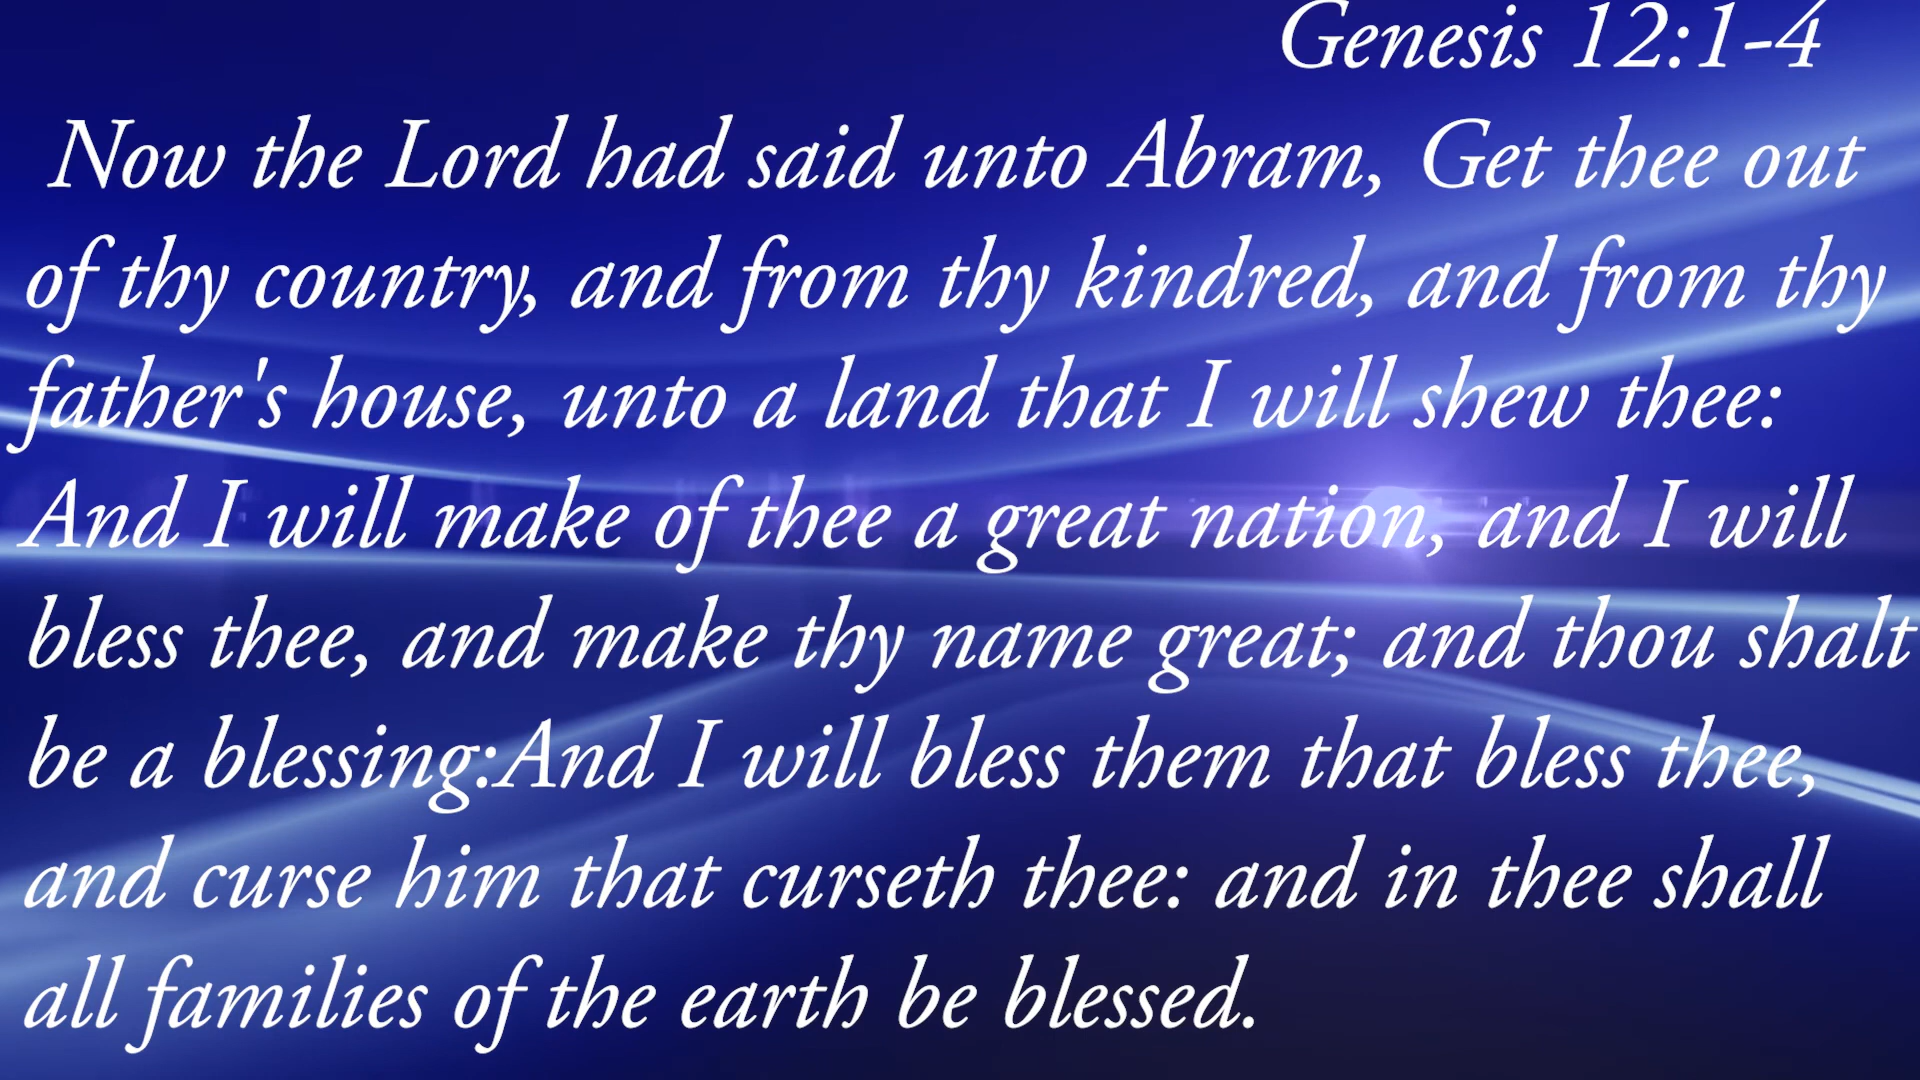 Genesis 12:1-4
Now the Lord had said unto Abram, Get thee out
of thy country, and from thy kindred, and from thy
father's house, unto a land that I will shew thee:
And I will make of thee a great nation, and I will
bless thee, and make thy name great; and thou shalt
be a blessing:And I will bless them that bless thee,
and curse him that curseth thee: and in thee shall
all families of the earth be blessed.